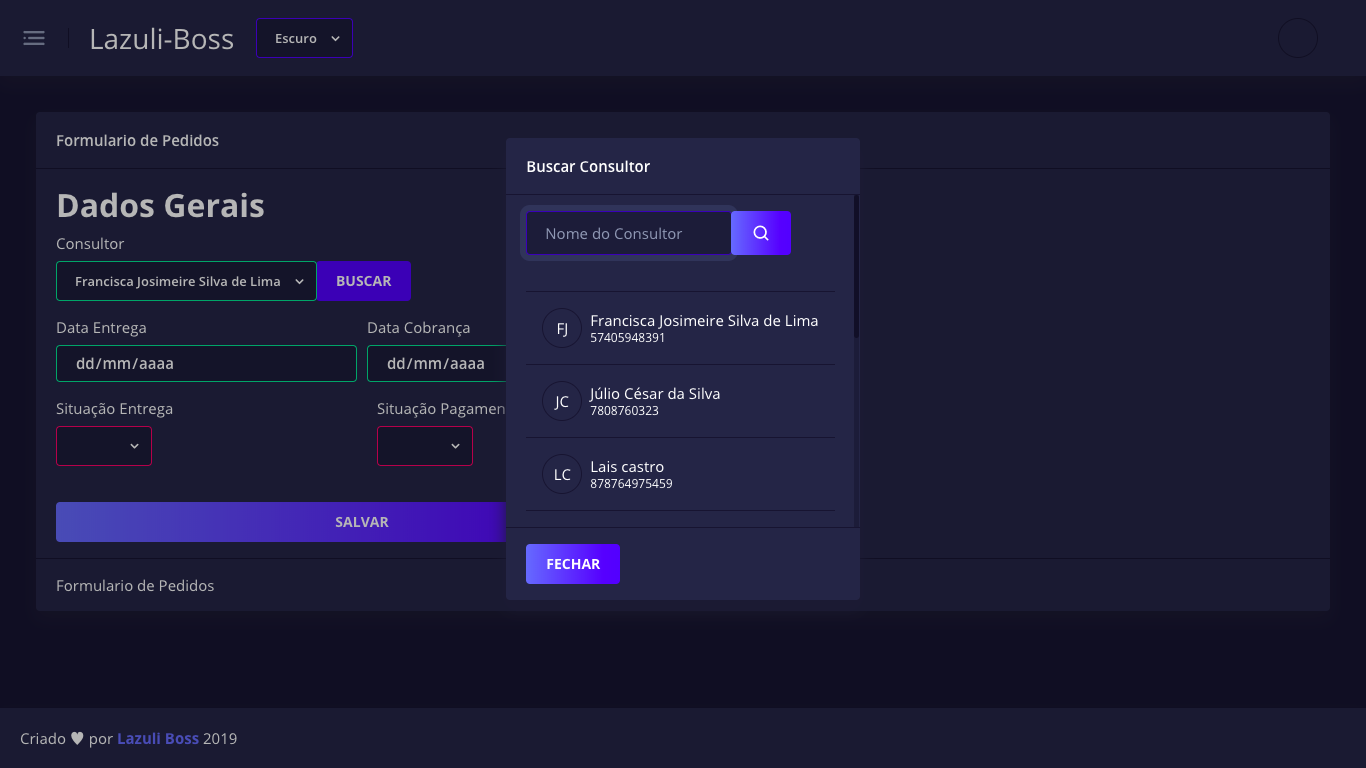 Lazuli-Boss
Escuro
Formulario de Pedidos
Dados Gerais
Consultor
Francisca Josimeire Silva de Lima
BUSCAR
Data Entrega
Data Cobrança
dd/mm/aaaa
dd/mm/aaaa
Situação Entrega
Situação Pagamen
SALVAR
Formulario de Pedidos
Buscar Consultor
Nome do Consultor
FJ
Francisca Josimeire Silva de Lima
57405948391
JC
Júlio César da Silva
7808760323
LC
Lais castro
878764975459
FECHAR
Criado ♥ por Lazuli Boss 2019